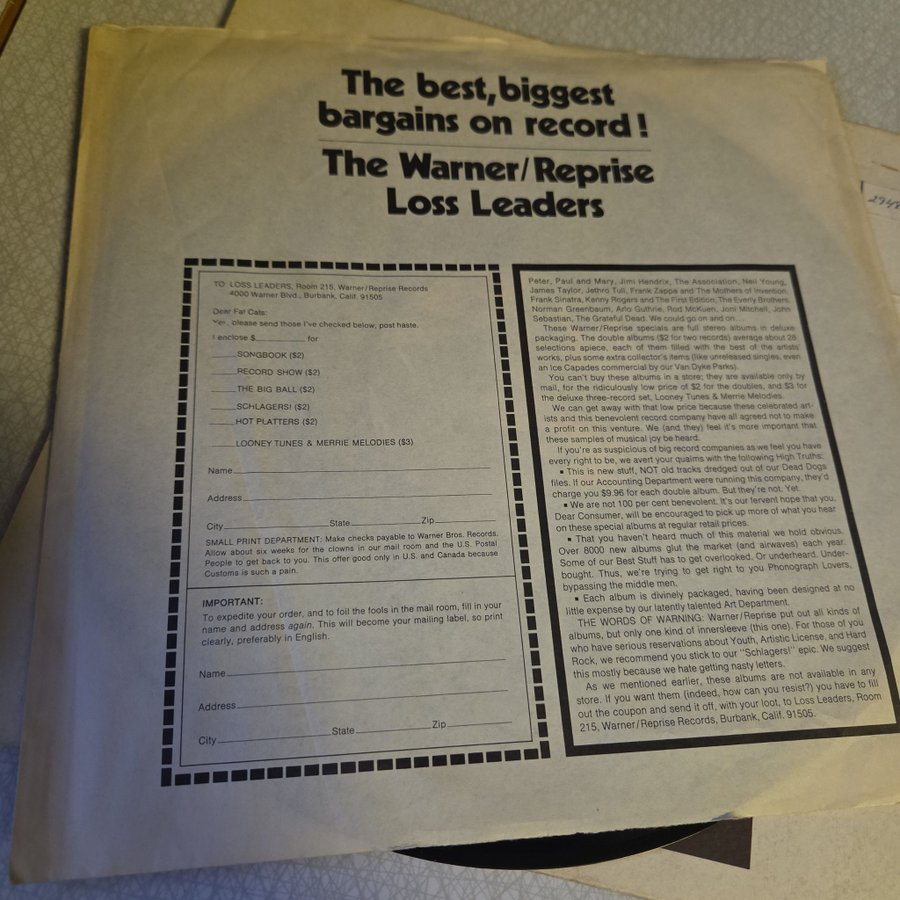 The best, biggest
bargains on record!
The Warner/Reprise
Loss Leaders
TO: LOSS LEADERS, Room 215, Warner/Reprise Records
4000 Warner Blvd., Burbank, Calif. 91505
Dear Fat Cats:
Yes, please send those I've checked below, post haste.
I enclose $______ for
____SONGBOOK ($2)
____RECORD SHOW ($2)
____THE BIG BALL ($2)
____SCHLAGERS! ($2)
____HOT PLATTERS ($2)
____LOONEY TUNES & MERRIE MELODIES ($3)
Name
Address
City State Zip
SMALL PRINT DEPARTMENT: Make checks payable to Warner Bros. Records.
Allow about six weeks for the clowns in our mail room and the U.S. Postal
People to get back to you. This offer good only in U.S. and Canada because
Customs is such a pain.
IMPORTANT:
To expedite your order, and to foil the fools in the mail room, fill in your
name and address again. This will become your mailing label, so print
clearly, preferably in English.
Name
Address
City State Zip
Peter, Paul and Mary, Jimi Hendrix, The Association, Neil Young,
James Taylor, Jethro Tull, Frank Zappa and The Mothers of Invention,
Frank Sinatra, Kenny Rogers and The First Edition, The Everly Brothers,
Norman Greenbaum, Arlo Guthrie, Rod McKuen, Joni Mitchell, John
Sebastian, The Grateful Dead. We could go on and on....
These Warner/Reprise specials are full stereo albums in deluxe
packaging. The double albums ($2 for two records) average about 28
selections apiece, each of them filled with the best of the artists'
works, plus some extra collector's items (like unreleased singles, even
an Ice Capades commercial by our Van Dyke Parks).
You can't buy these albums in a store; they are available only by
mail, for the ridiculously low price of $2 for the doubles, and $3 for
the deluxe three-record set, Looney Tunes & Merrie Melodies.
We can get away with that low price because these celebrated art-
ists and this benevolent record company have all agreed not to make
a profit on this venture. We (and they) feel it's more important that
these samples of musical joy be heard.
If you're as suspicious of big record companies as we feel you have
every right to be, we avert your qualms with the following High Truths:
▪ This is new stuff, NOT old tracks dredged out of our Dead Dogs
files. If our Accounting Department were running this company, they'd
charge you $9.96 for each double album. But they're not. Yet.
▪ We are not 100 per cent benevolent. It's our fervent hope that you,
Dear Consumer, will be encouraged to pick up more of what you hear
on these special albums at regular retail prices.
▪ That you haven't heard much of this material we hold obvious.
Over 8000 new albums glut the market (and airwaves) each year.
Some of our Best Stuff has to get overlooked. Or underheard. Under-
bought. Thus, we're trying to get right to you Phonograph Lovers,
bypassing the middle men.
▪ Each album is divinely packaged, having been designed at no
little expense by our latently talented Art Department.
THE WORDS OF WARNING: Warner/Reprise put out all kinds of
albums, but only one kind of innersleeve (this one). For those of you
who have serious reservations about Youth, Artistic License, and Hard
Rock, we recommend you stick to our "Schlagers!" epic. We suggest
this mostly because we hate getting nasty letters.
As we mentioned earlier, these albums are not available in any
store. If you want them (indeed, how can you resist?) you have to fill
out the coupon and send it off, with your loot, to Loss Leaders, Room
215, Warner/Reprise Records, Burbank, Calif. 91505.